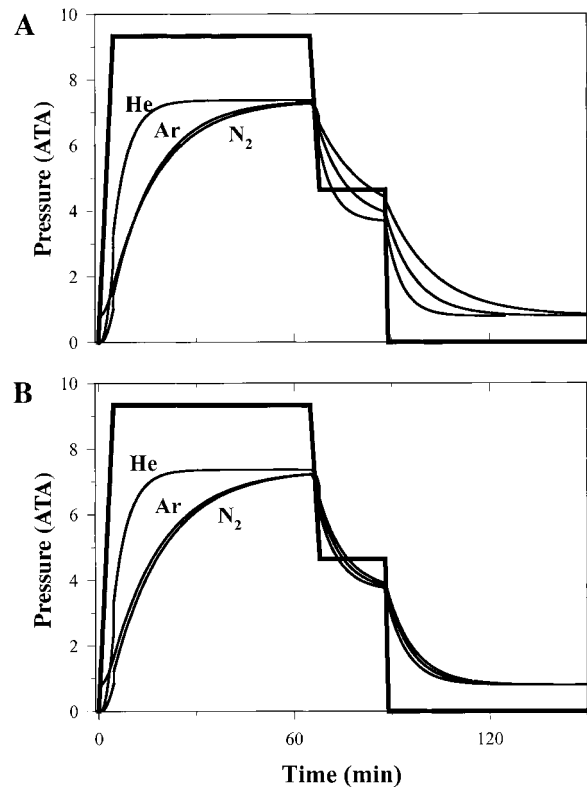 A
10
8
6
4
2
0
Pressure (ATA)
He
Ar
N2
B
10
8
6
4
2
0
Pressure (ATA)
He
Ar
N2
0 60 120
Time (min)